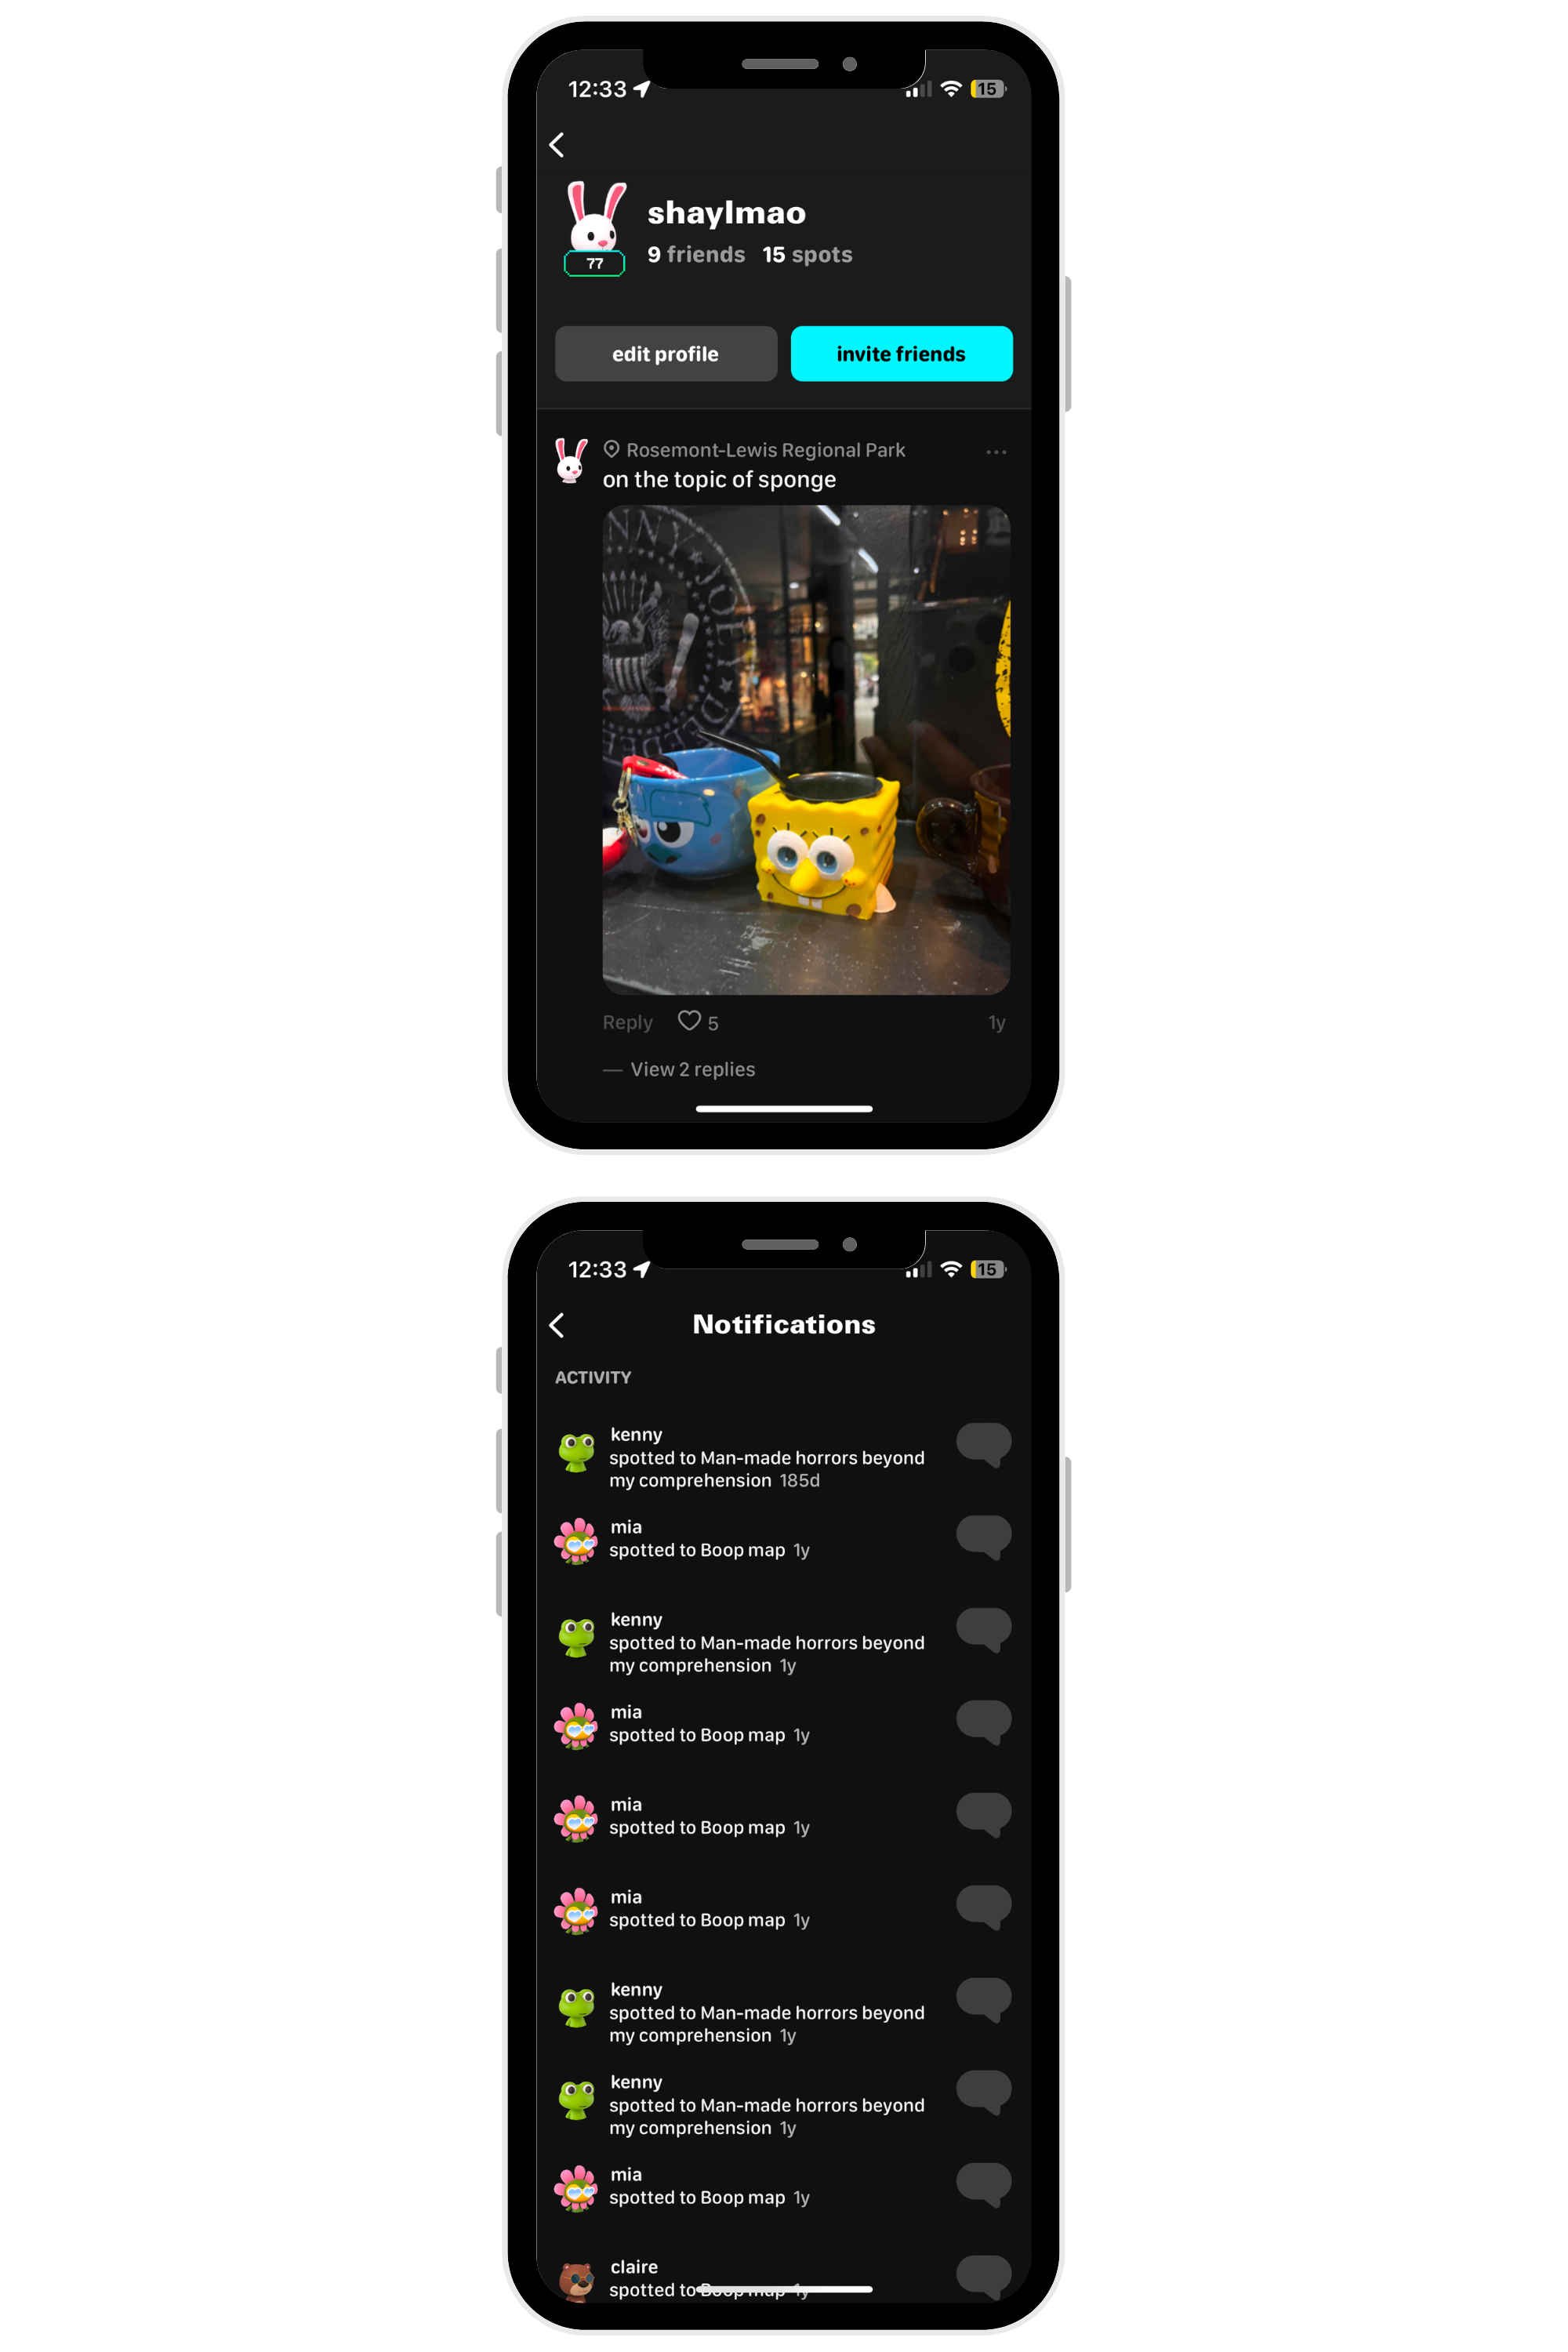 12:33
15
shaylmao
77
9 friends 15 spots
edit profile
invite friends
Rosemont-Lewis Regional Park
on the topic of sponge
Reply
5
1y
View 2 replies
12:33
15
Notifications
ACTIVITY
kenny
spotted to Man-made horrors beyond
my comprehension 185d
mia
spotted to Boop map 1y
kenny
spotted to Man-made horrors beyond
my comprehension 1y
mia
spotted to Boop map 1y
mia
spotted to Boop map 1y
mia
spotted to Boop map 1y
kenny
spotted to Man-made horrors beyond
my comprehension 1y
kenny
spotted to Man-made horrors beyond
my comprehension 1y
mia
spotted to Boop map 1y
claire
spotted to Boop map 1y